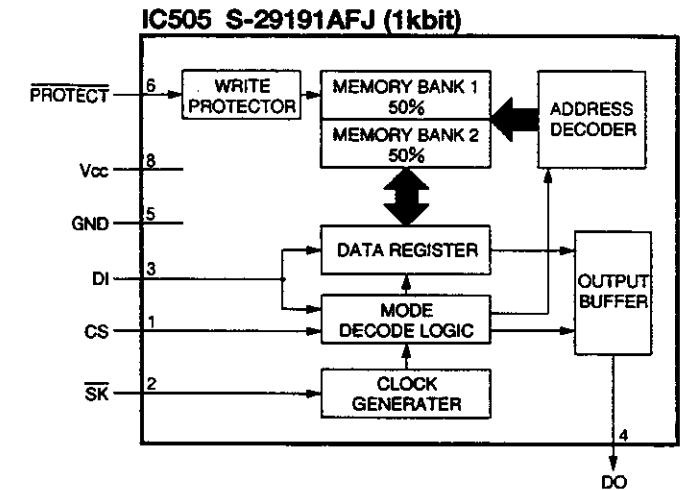 IC505 S-29191AFJ (1kbit)
PROTECT
6
WRITE
PROTECTOR
MEMORY BANK 1
50%
MEMORY BANK 2
50%
ADDRESS
DECODER
Vcc
8
GND
5
DATA REGISTER
DI
3
OUTPUT
BUFFER
MODE
DECODE LOGIC
CS
1
SK
2
CLOCK
GENERATER
4
DO